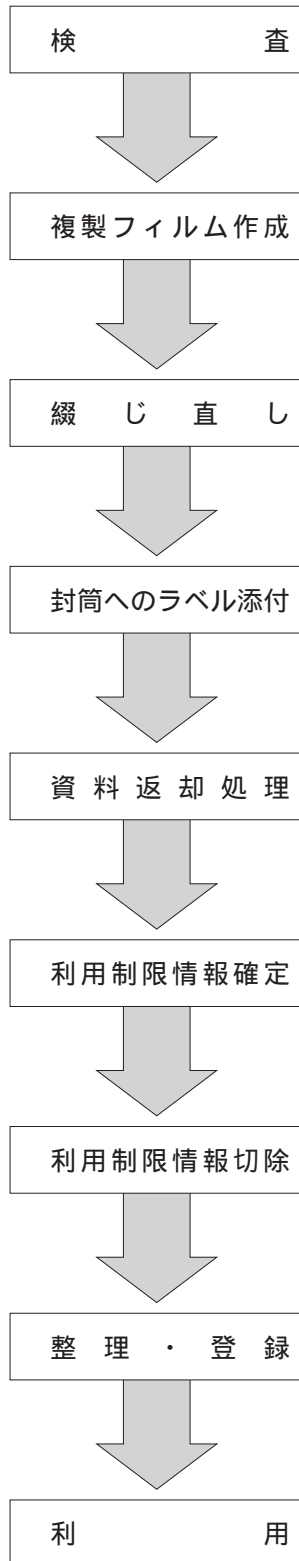 検査
複製フィルム作成
綴じ直し
封筒へのラベル添付
資料返却処理
利用制限情報確定
利用制限情報切除
整理・登録
利用